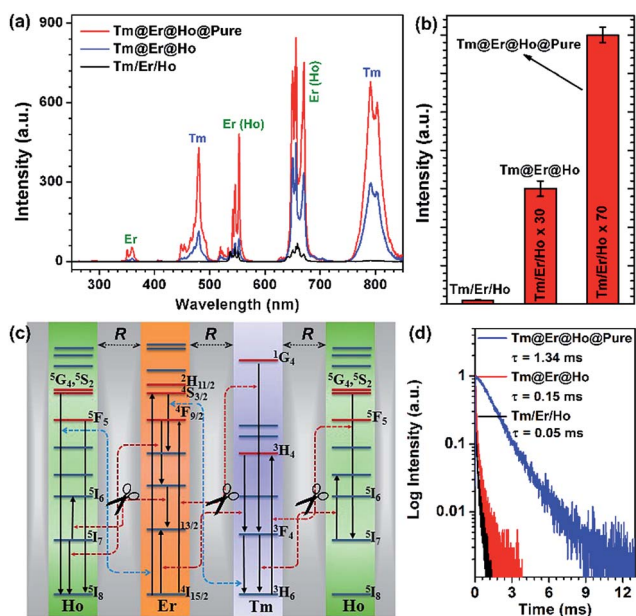 (a)
Tm@Er@Ho@Pure
Tm@Er@Ho
Tm/Er/Ho
900
600
300
0
Intensity (a.u.)
Er
Tm
Er (Ho)
Er (Ho)
Tm
300 400 500 600 700 800
Wavelength (nm)
(b)
Intensity (a.u.)
Tm@Er@Ho@Pure
Tm@Er@Ho
Tm/Er/Ho
Tm/Er/Ho x 30
Tm/Er/Ho x 70
(c)
R R R
⁵G₄,⁵S₂
⁵F₅
⁵I₆
⁵I₇
⁵I₈
Ho
²H₁₁/₂
⁴S₃/₂
⁴F₉/₂
13/2
⁴I₁₅/₂
Er
¹G₄
³H₄
³F₄
³H₆
Tm
⁵G₄,⁵S₂
⁵F₅
⁵I₆
⁵I₇
⁵I₈
Ho
(d)
Tm@Er@Ho@Pure
τ = 1.34 ms
Tm@Er@Ho
τ = 0.15 ms
Tm/Er/Ho
τ = 0.05 ms
1
0.1
0.01
0.001
Log Intensity (a.u.)
0 3 6 9 12
Time (ms)